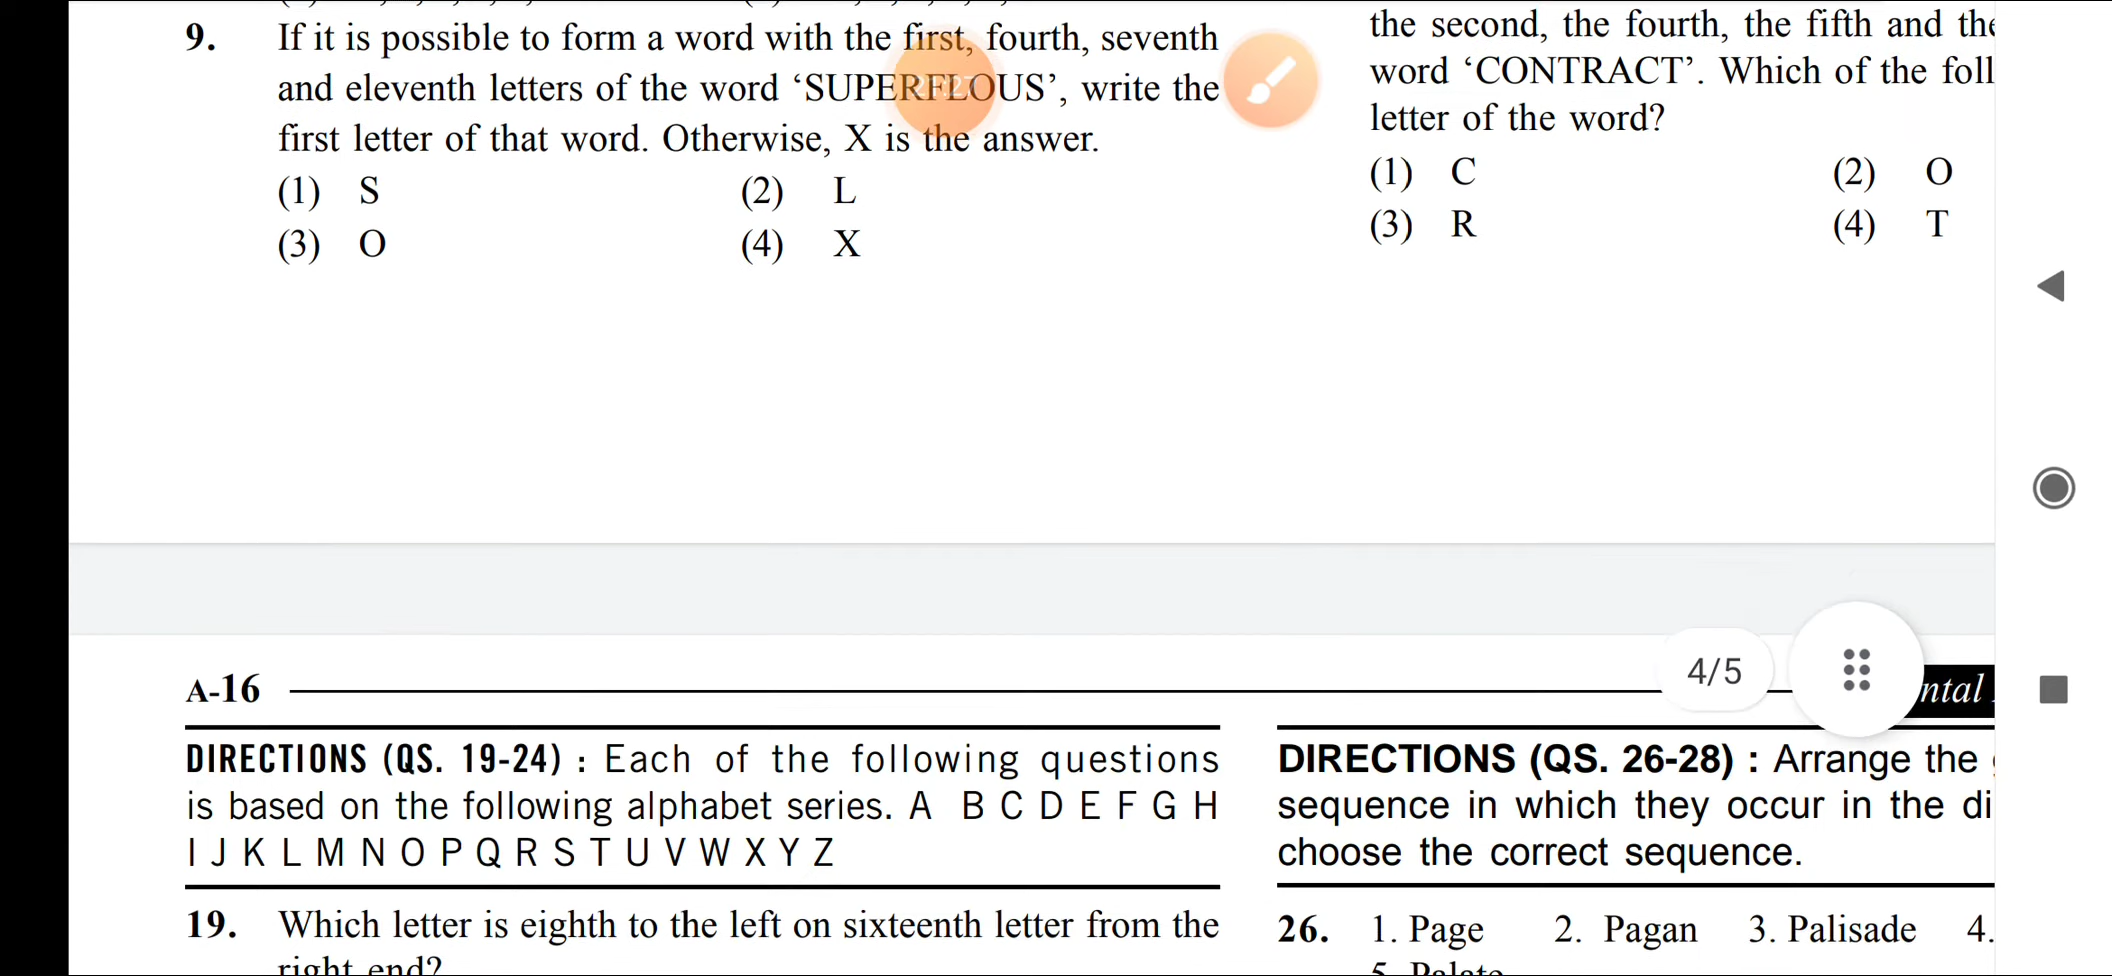 9. If it is possible to form a word with the first, fourth, seventh
and eleventh letters of the word ‘SUPERFLOUS’, write the
first letter of that word. Otherwise, X is the answer.
(1) S (2) L
(3) O (4) X
the second, the fourth, the fifth and the
word ‘CONTRACT’. Which of the foll
letter of the word?
(1) C (2) O
(3) R (4) T
4/5
A-16
ntal
DIRECTIONS (QS. 19-24) : Each of the following questions
is based on the following alphabet series. A B C D E F G H
I J K L M N O P Q R S T U V W X Y Z
19. Which letter is eighth to the left on sixteenth letter from the
right end?
DIRECTIONS (QS. 26-28) : Arrange the
sequence in which they occur in the di
choose the correct sequence.
26. 1. Page 2. Pagan 3. Palisade 4.
5. Palate